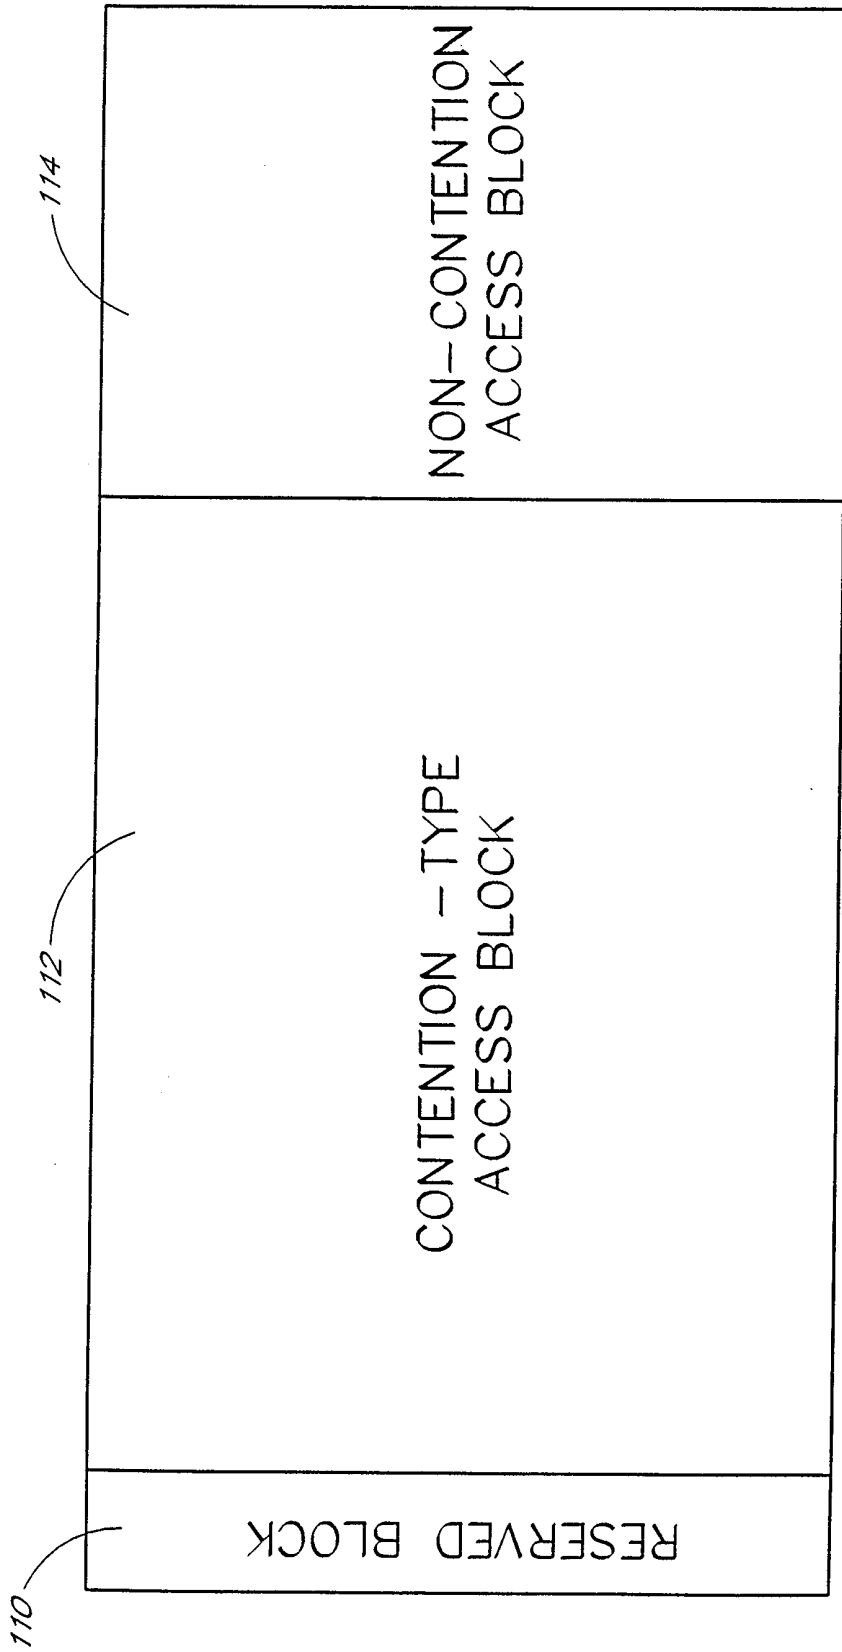 110
112
114
RESERVED BLOCK
CONTENTION -TYPE
ACCESS BLOCK
NON-CONTENTION
ACCESS BLOCK